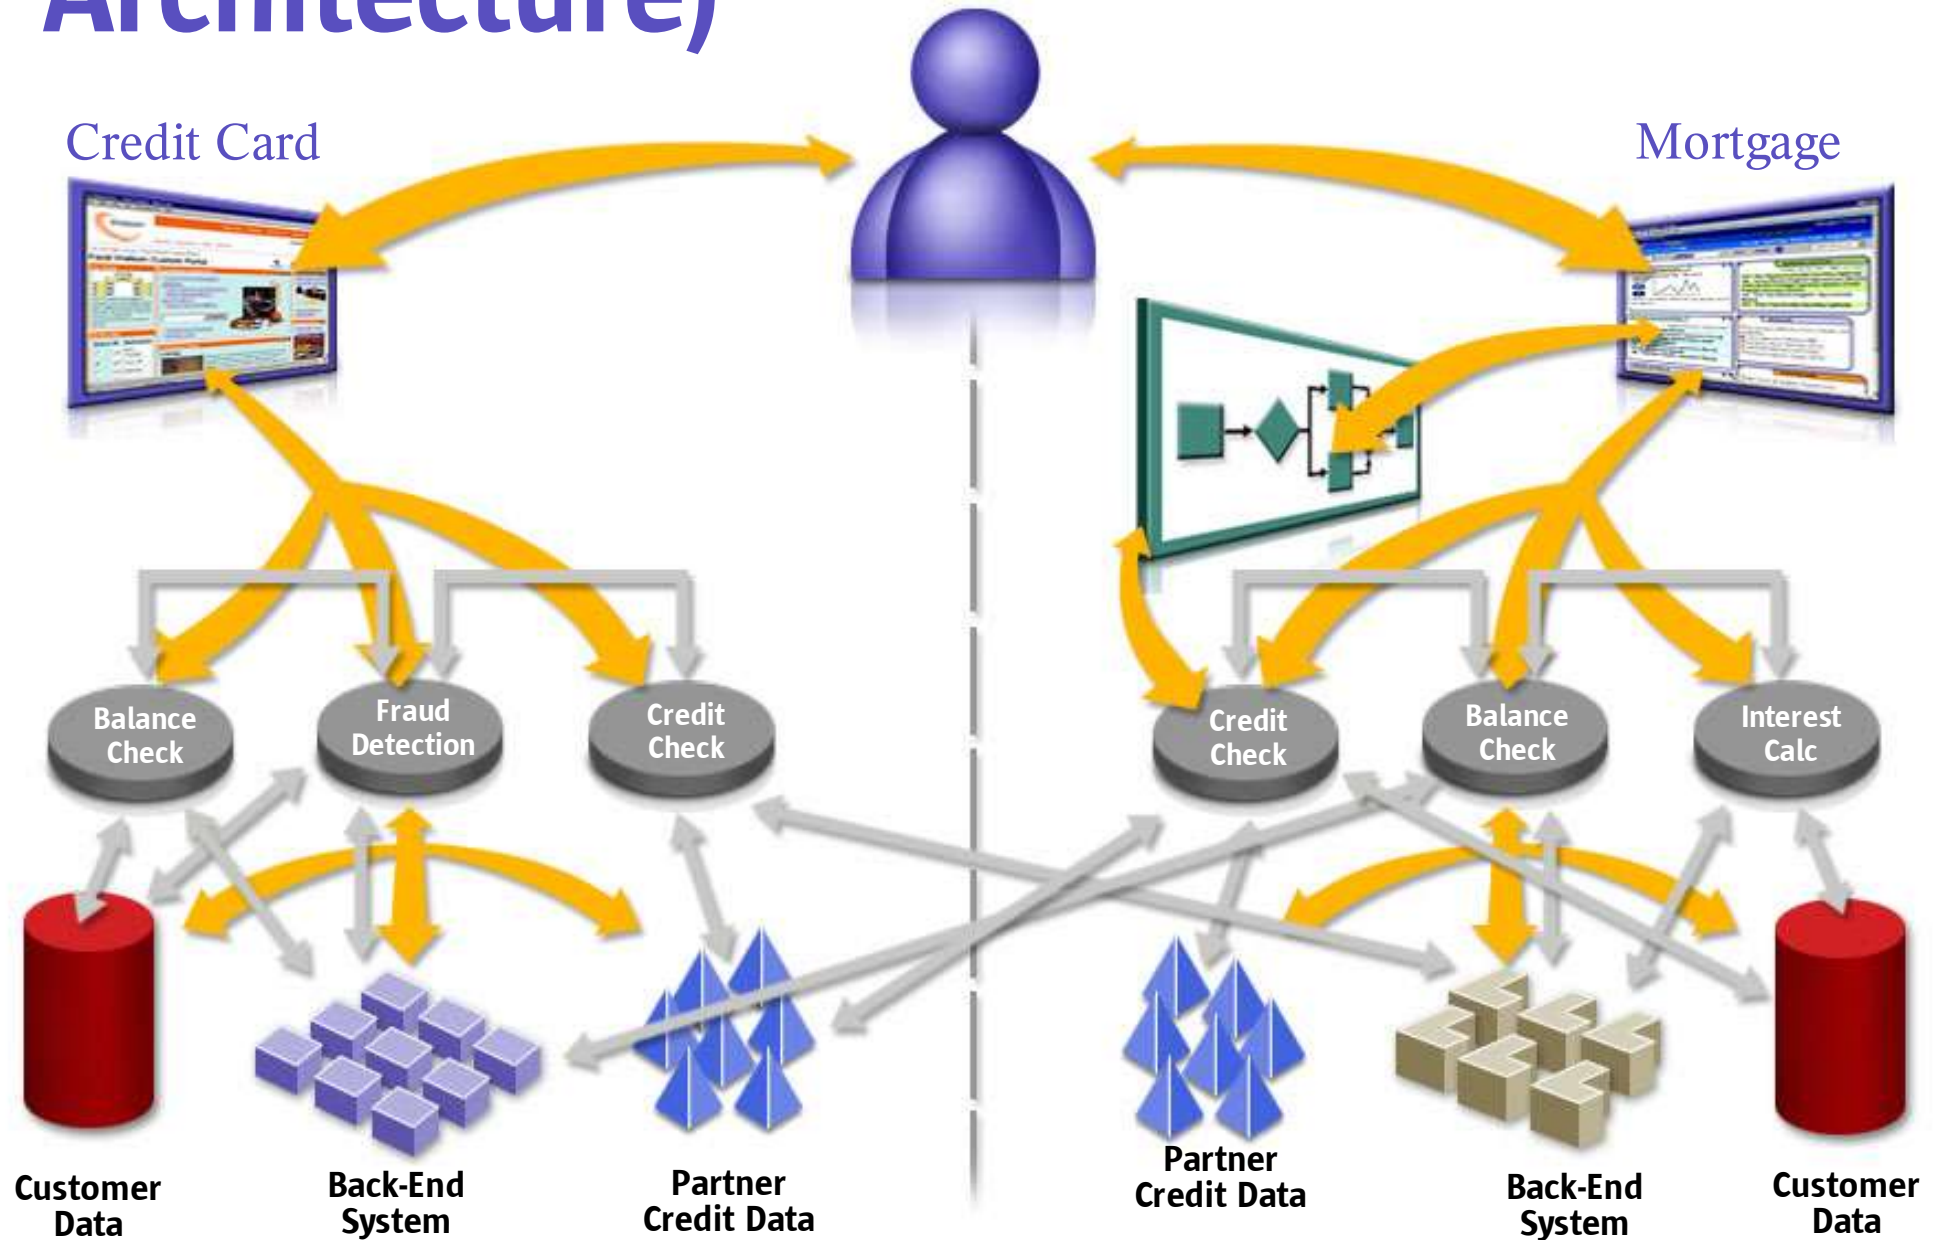 Architecture)
Credit Card
Mortgage
Balance
Check
Fraud
Detection
Credit
Check
Credit
Check
Balance
Check
Interest
Calc
Customer
Data
Back-End
System
Partner
Credit Data
Partner
Credit Data
Back-End
System
Customer
Data